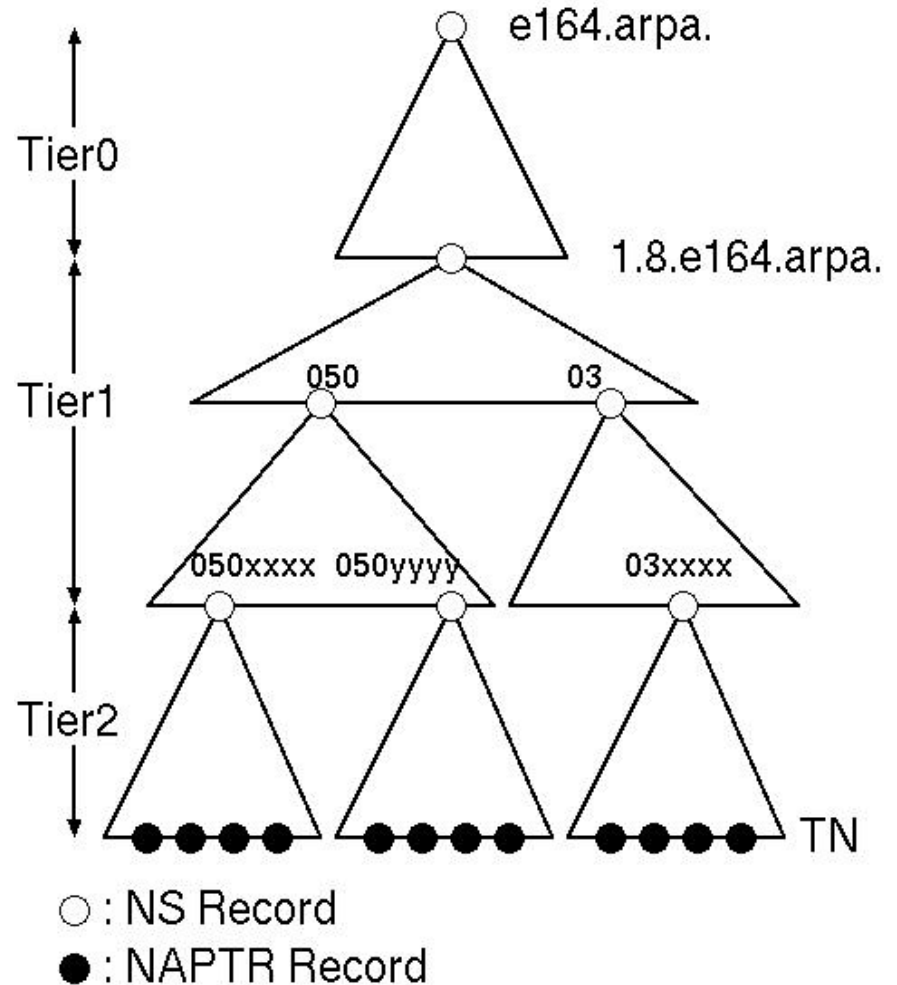 e164.arpa.
Tier0
1.8.e164.arpa.
050
03
Tier1
050xxxx
050yyyy
03xxxx
Tier2
TN
: NS Record
: NAPTR Record